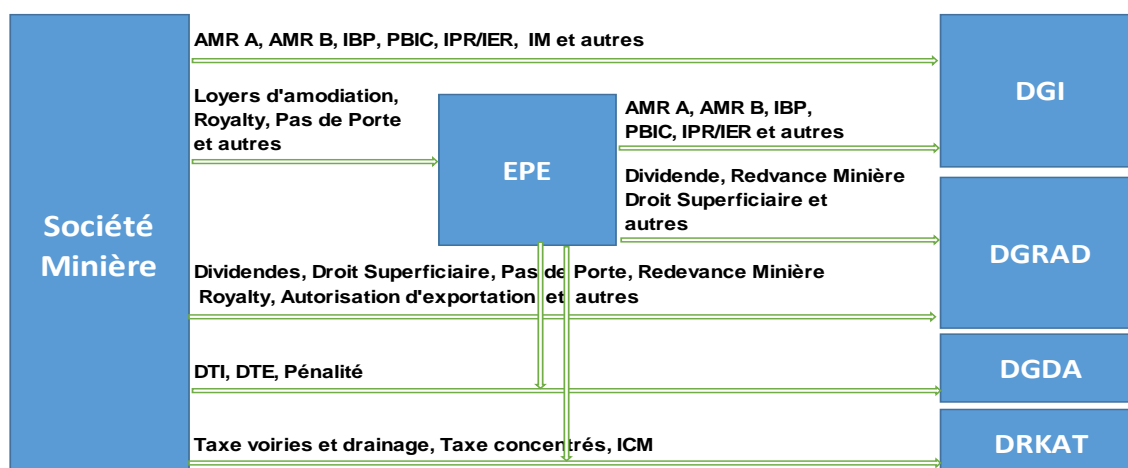 AMR A, AMR B, IBP, PBIC, IPR/IER, IM et autres
DGI
Loyers d'amodiation,
Royalty, Pas de Porte
et autres
EPE
AMR A, AMR B, IBP,
PBIC, IPR/IER et autres
Dividende, Redvance Minière
Droit Superficiaire et
autres
Société
Minière
DGRAD
Dividendes, Droit Superficiaire, Pas de Porte, Redevance Minière
Royalty, Autorisation d'exportation et autres
DTI, DTE, Pénalité
DGDA
Taxe voiries et drainage, Taxe concentrés, ICM
DRKAT